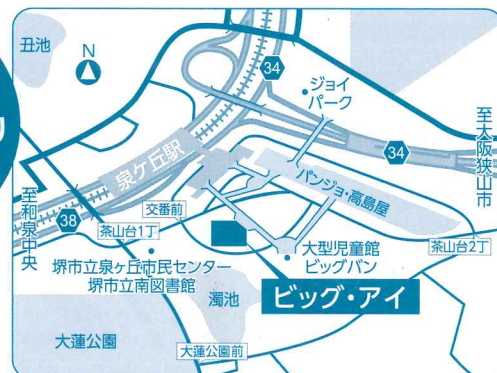 丑池
N
34
ジョイ
パーク
泉ケ丘駅
34
至大阪狭山市
パンジョ・高島屋
至和泉中央
38
交番前
茶山台1丁
茶山台2丁
堺市立泉ヶ丘市民センター
堺市立南図書館
大型児童館
ビッグバン
濁池
ビッグ・アイ
大蓮公園
大蓮公園前